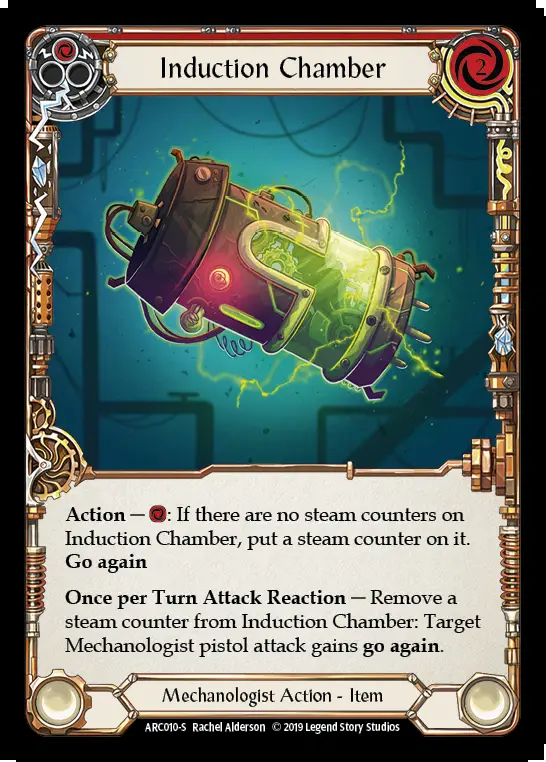 Induction Chamber
2
Action — : If there are no steam counters on
Induction Chamber, put a steam counter on it.
Go again
Once per Turn Attack Reaction — Remove a
steam counter from Induction Chamber: Target
Mechanologist pistol attack gains go again.
Mechanologist Action - Item
ARC010-S Rachel Alderson © 2019 Legend Story Studios